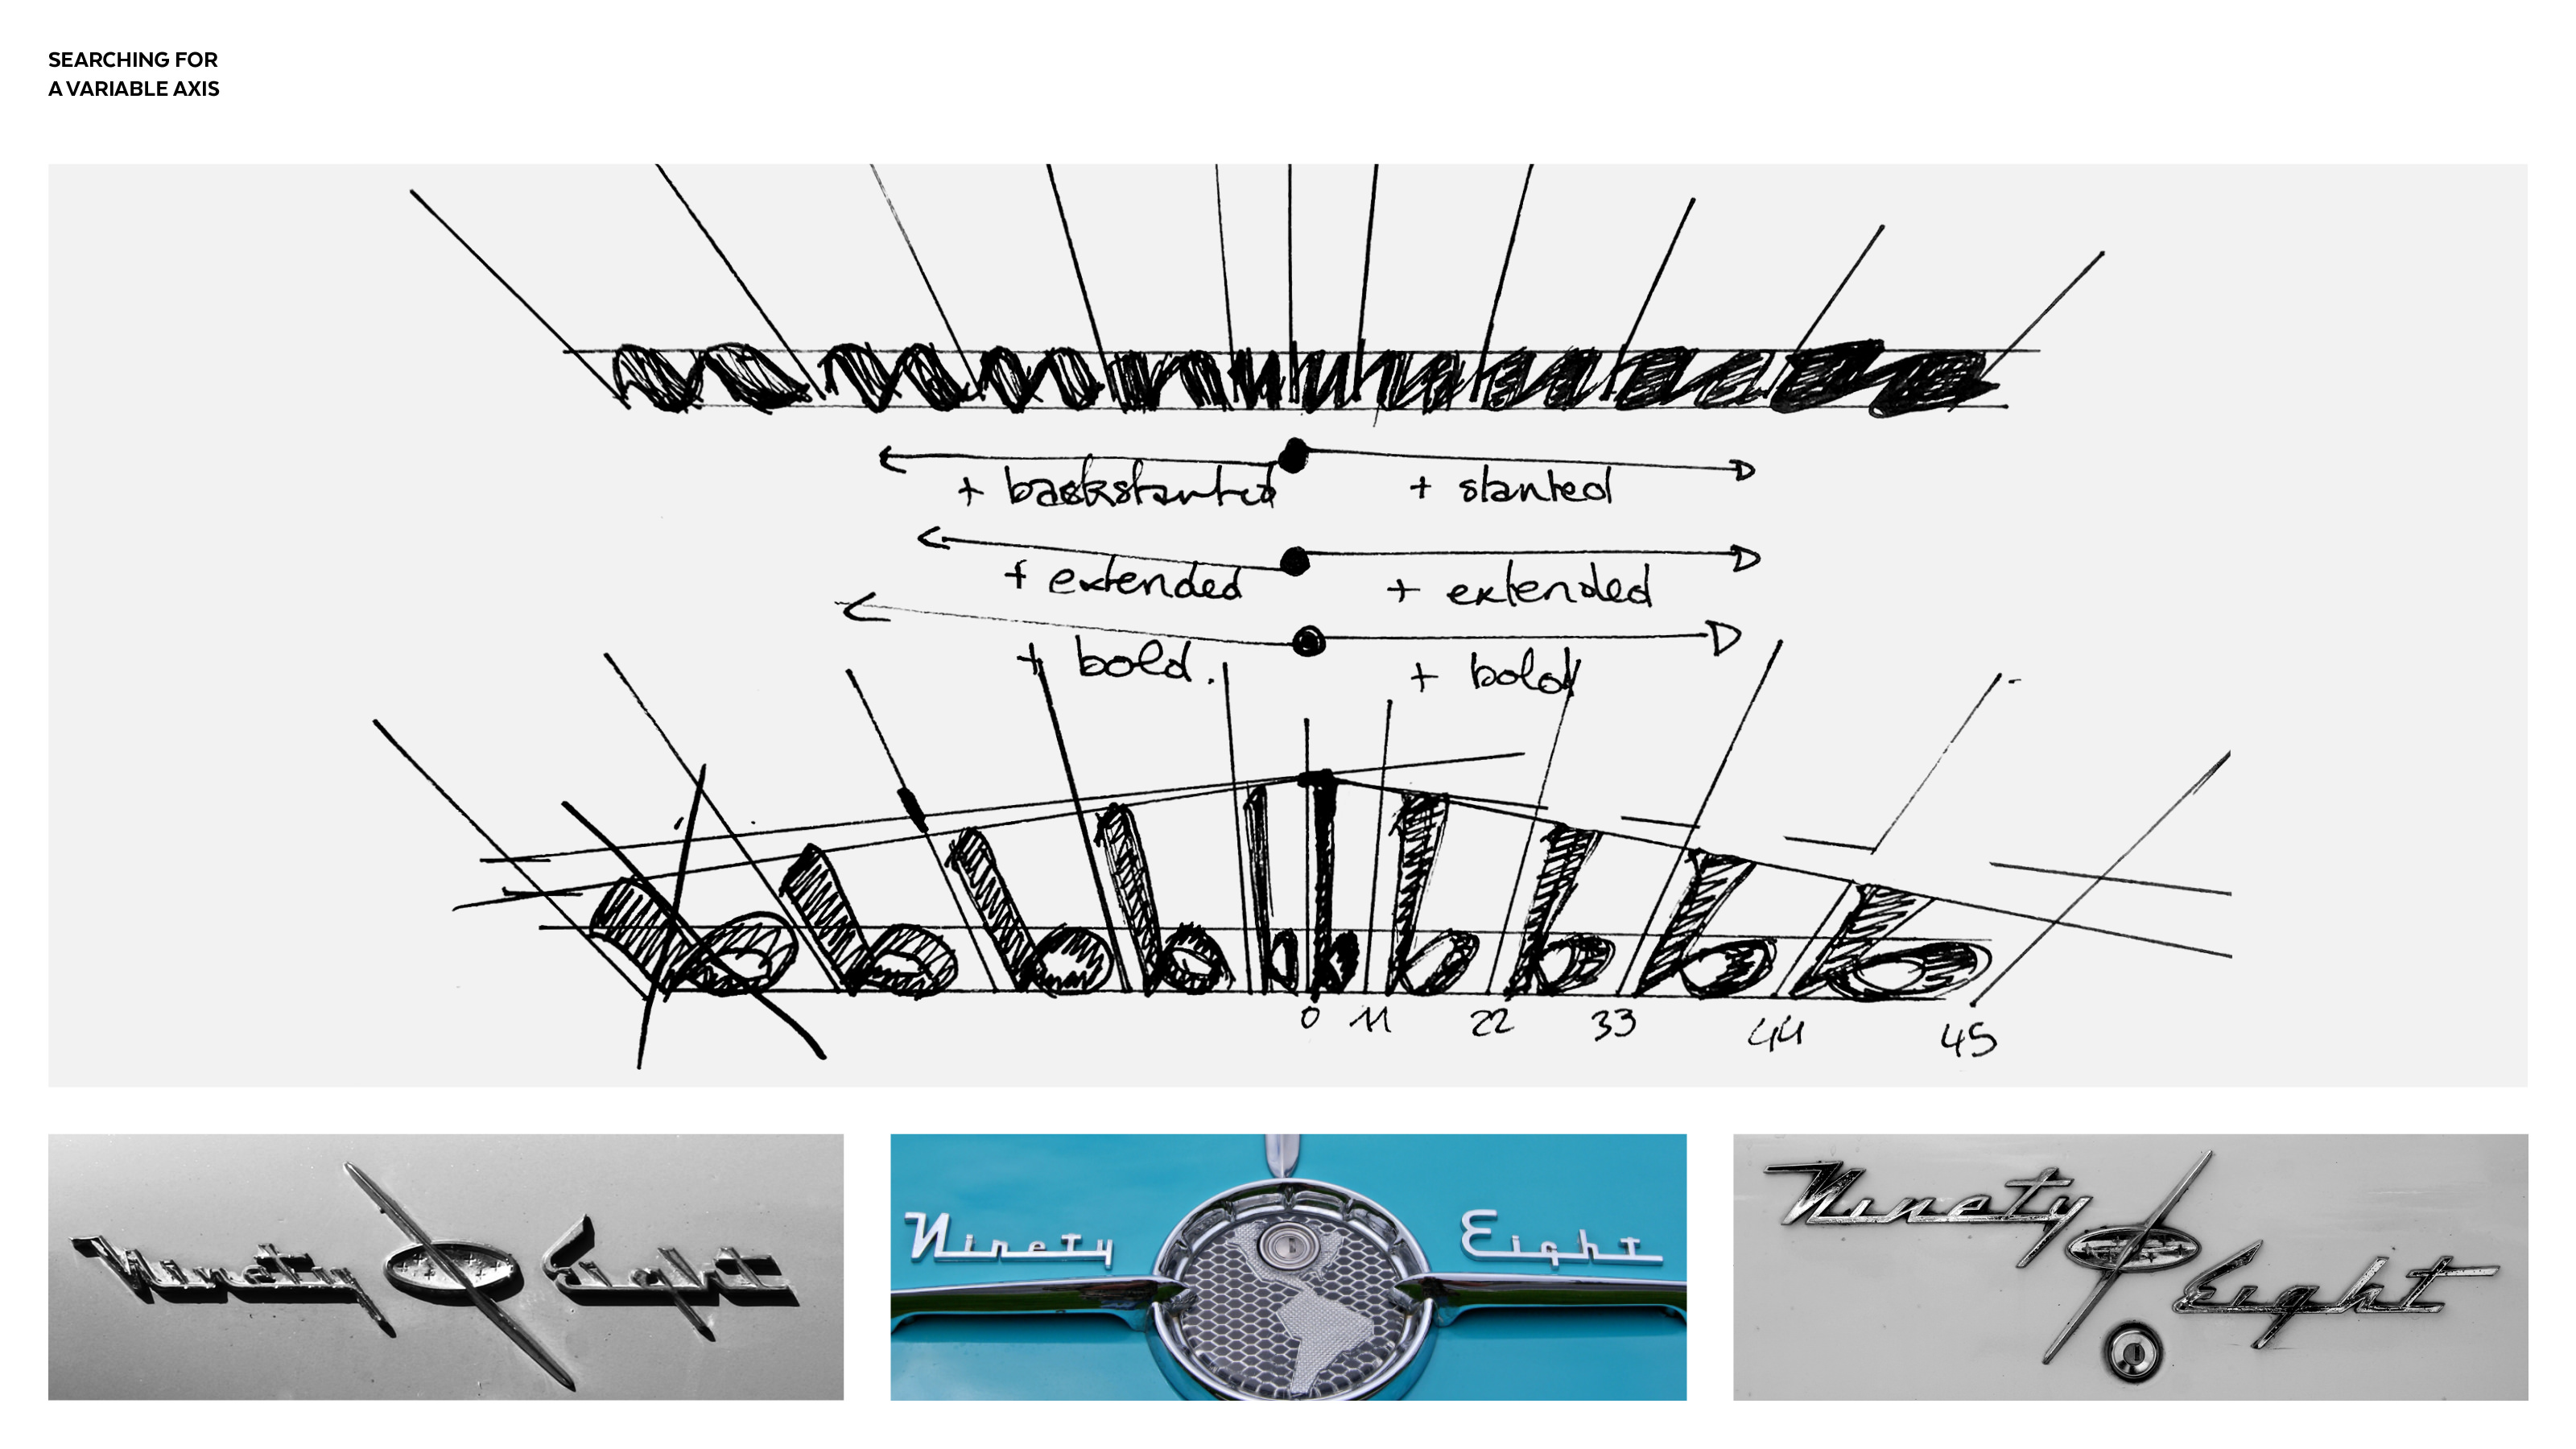 SEARCHING FOR
A VARIABLE AXIS
+ backslanted + slanted
+ extended + extended
+ bold. + bold
0 11 22 33 44 45
Ninety Eight
Ninety Eight
Ninety Eight